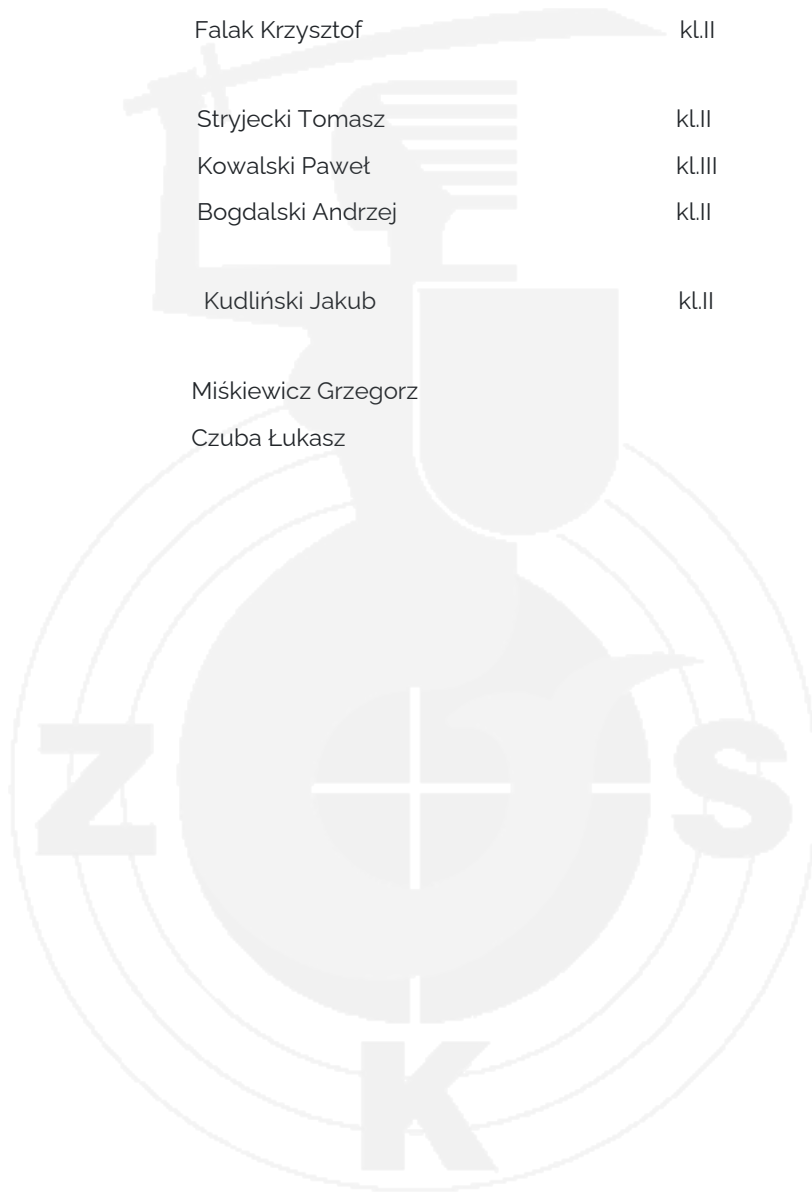 Falak Krzysztof kl.II
Stryjecki Tomasz kl.II
Kowalski Paweł kl.III
Bogdalski Andrzej kl.II
Kudliński Jakub kl.II
Miśkiewicz Grzegorz
Czuba Łukasz
Z S
K